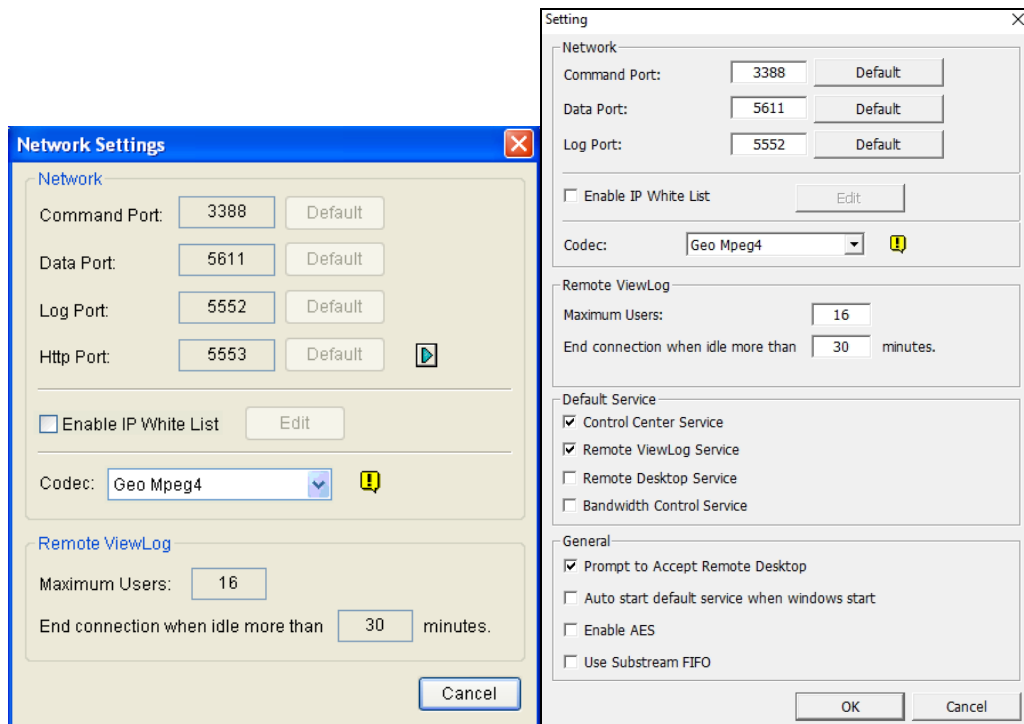 Network Settings
Network
Command Port: 3388 Default
Data Port: 5611 Default
Log Port: 5552 Default
Http Port: 5553 Default
Enable IP White List Edit
Codec: Geo Mpeg4
Remote ViewLog
Maximum Users: 16
End connection when idle more than 30 minutes.
Cancel
Setting
Network
Command Port: 3388 Default
Data Port: 5611 Default
Log Port: 5552 Default
Enable IP White List Edit
Codec: Geo Mpeg4
Remote ViewLog
Maximum Users: 16
End connection when idle more than 30 minutes.
Default Service
Control Center Service
Remote ViewLog Service
Remote Desktop Service
Bandwidth Control Service
General
Prompt to Accept Remote Desktop
Auto start default service when windows start
Enable AES
Use Substream FIFO
OK Cancel